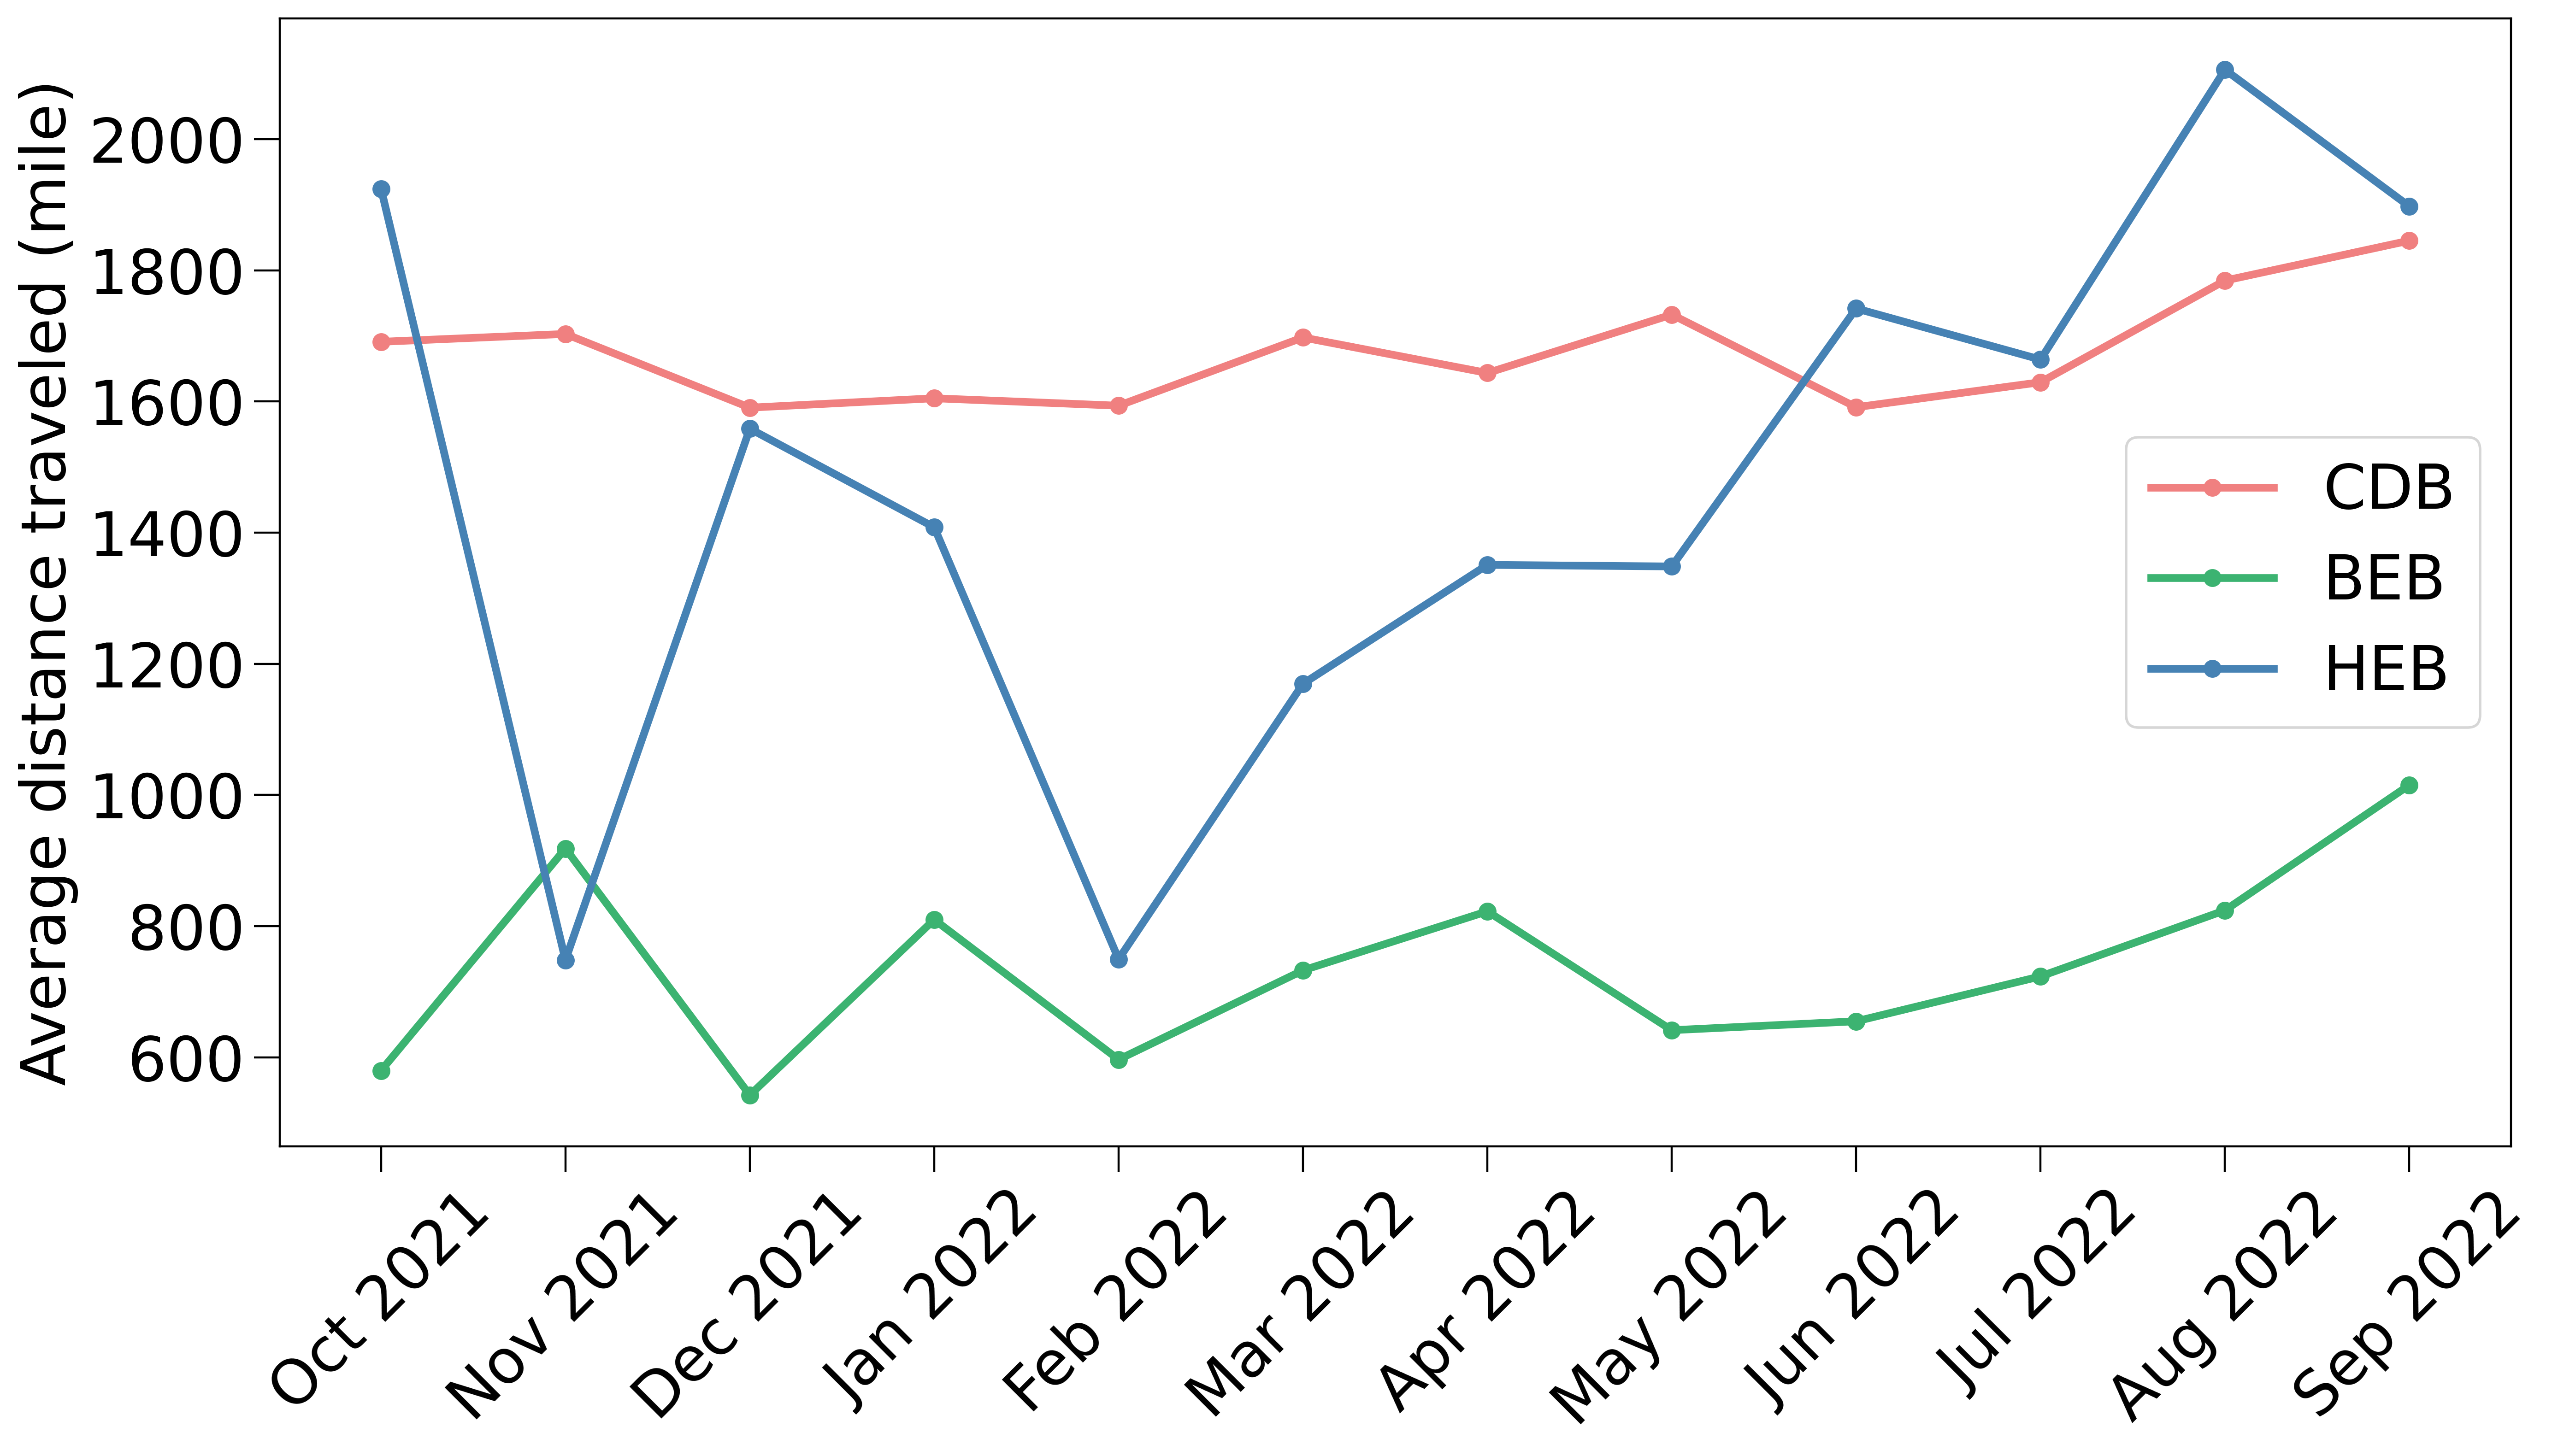 Average distance traveled (mile)
2000
1800
1600
1400
1200
1000
800
600
CDB
BEB
HEB
Oct 2021
Nov 2021
Dec 2021
Jan 2022
Feb 2022
Mar 2022
Apr 2022
May 2022
Jun 2022
Jul 2022
Aug 2022
Sep 2022